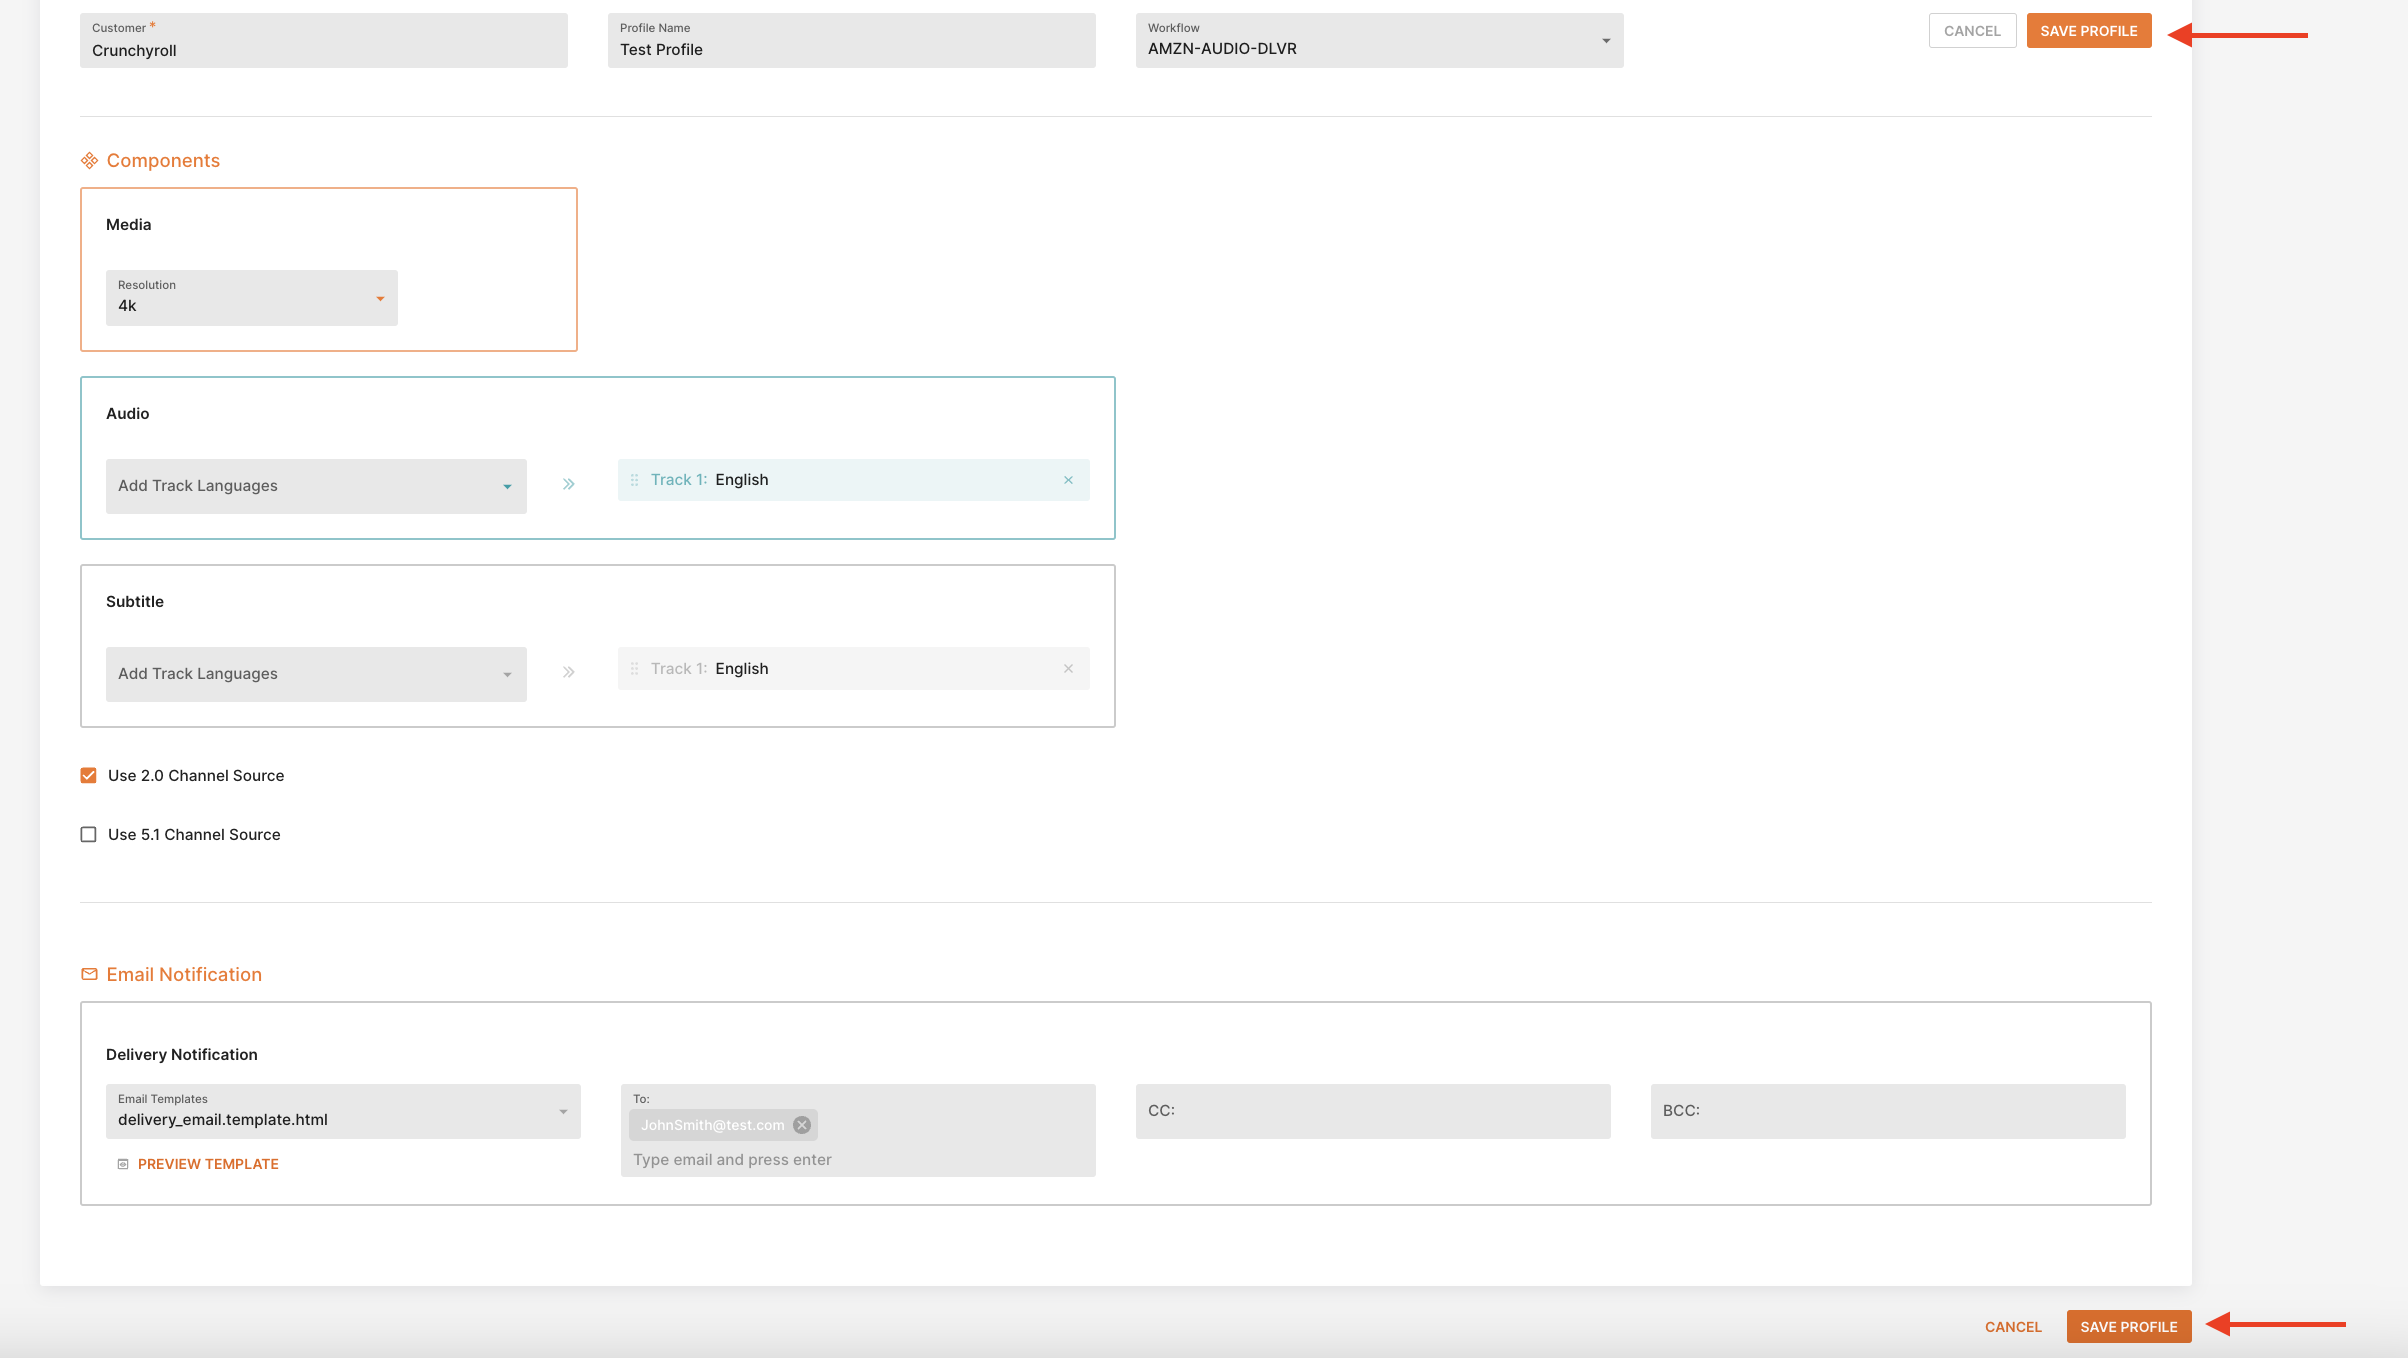 Customer *
Crunchyroll
Profile Name
Test Profile
Workflow
AMZN-AUDIO-DLVR
CANCEL
SAVE PROFILE
Components
Media
Resolution
4k
Audio
Add Track Languages
Track 1: English
Subtitle
Add Track Languages
Track 1: English
Use 2.0 Channel Source
Use 5.1 Channel Source
Email Notification
Delivery Notification
Email Templates
delivery_email.template.html
PREVIEW TEMPLATE
To:
JohnSmith@test.com
Type email and press enter
CC:
BCC:
CANCEL
SAVE PROFILE